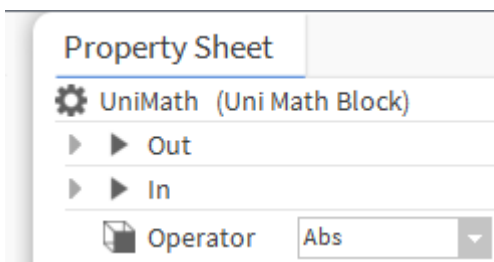 Property Sheet
UniMath (Uni Math Block)
Out
In
Operator Abs